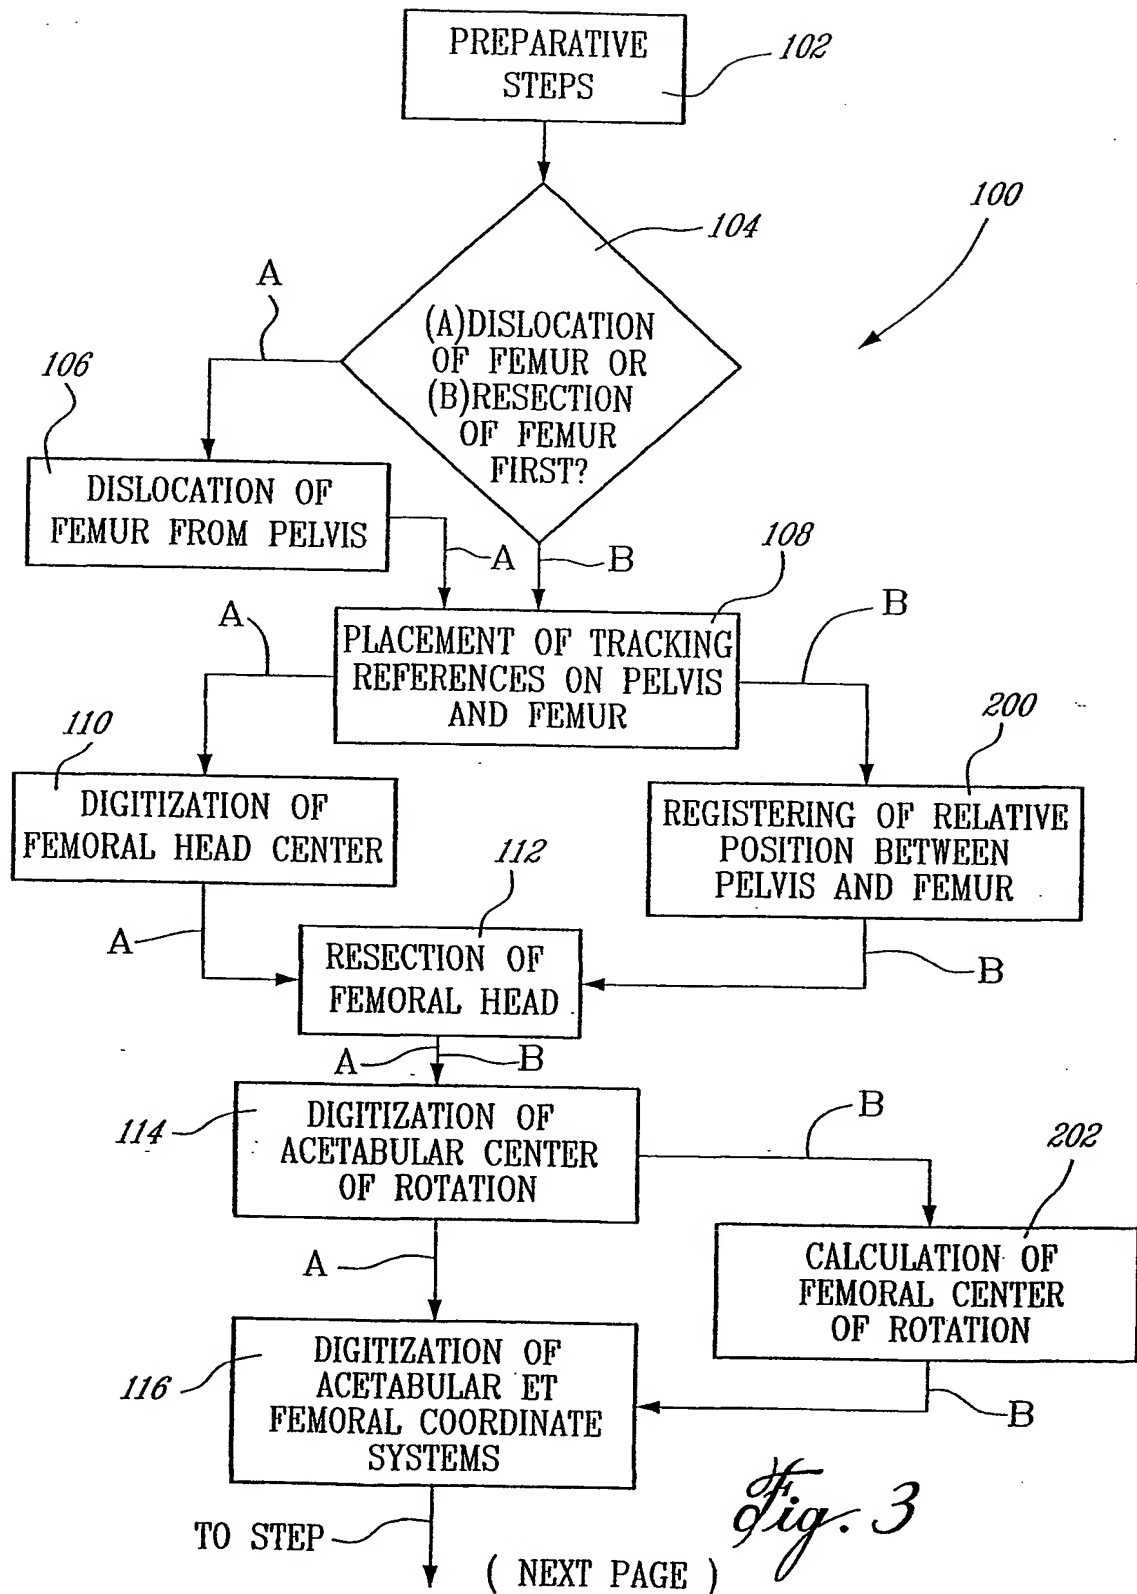 PREPARATIVE
STEPS
102
100
104
A
(A)DISLOCATION
OF FEMUR OR
(B)RESECTION
OF FEMUR
FIRST?
106
DISLOCATION OF
FEMUR FROM PELVIS
A
B
108
A
PLACEMENT OF TRACKING
REFERENCES ON PELVIS
AND FEMUR
B
110
200
DIGITIZATION OF
FEMORAL HEAD CENTER
REGISTERING OF RELATIVE
POSITION BETWEEN
PELVIS AND FEMUR
112
A
RESECTION OF
FEMORAL HEAD
B
A
B
114
DIGITIZATION OF
ACETABULAR CENTER
OF ROTATION
B
202
A
CALCULATION OF
FEMORAL CENTER
OF ROTATION
116
DIGITIZATION OF
ACETABULAR ET
FEMORAL COORDINATE
SYSTEMS
B
TO STEP
( NEXT PAGE )
Fig. 3